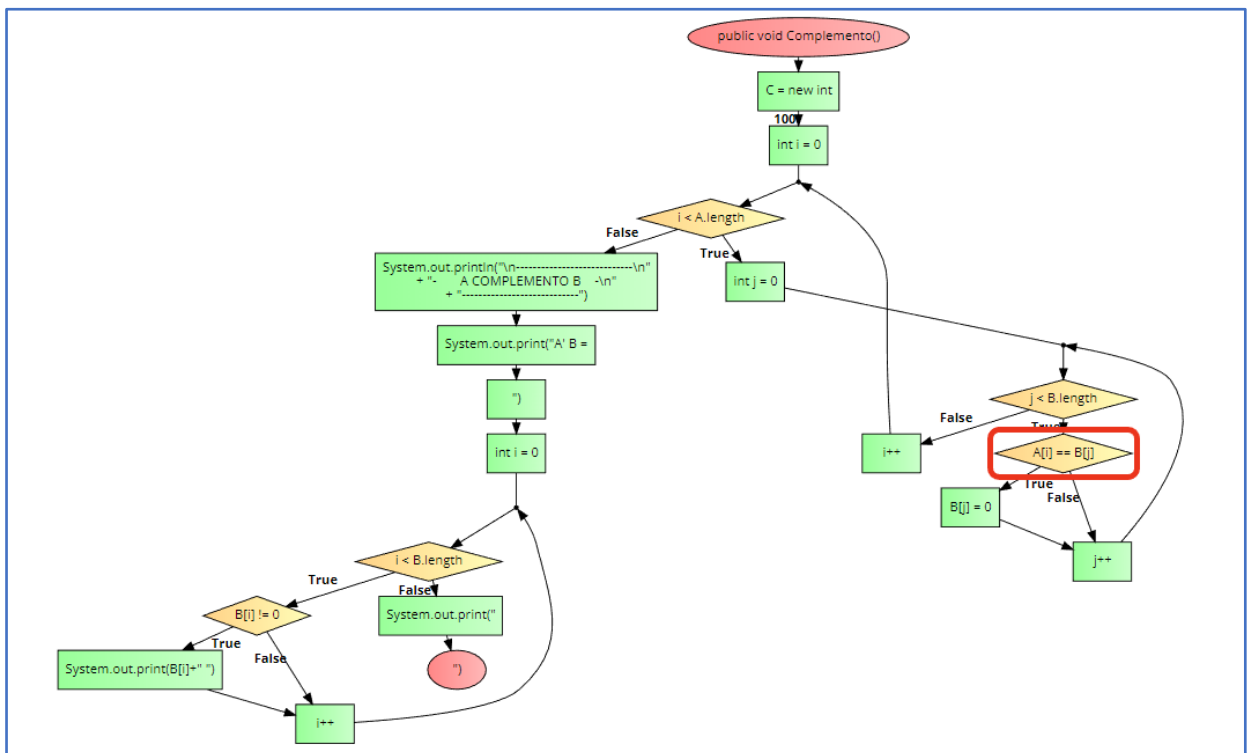 public void Complemento()
C = new int
100
int i = 0
i < A.length
False
True
System.out.println("\n----------------------------\n"
+ "-      A COMPLEMENTO B    -\n"
+ "----------------------------")
int j = 0
System.out.print("A' B =
")
int i = 0
j < B.length
False
True
i++
A[i] == B[j]
True
False
B[j] = 0
j++
i < B.length
True
False
B[i] != 0
System.out.print("
True
False
System.out.print(B[i]+" ")
")
i++